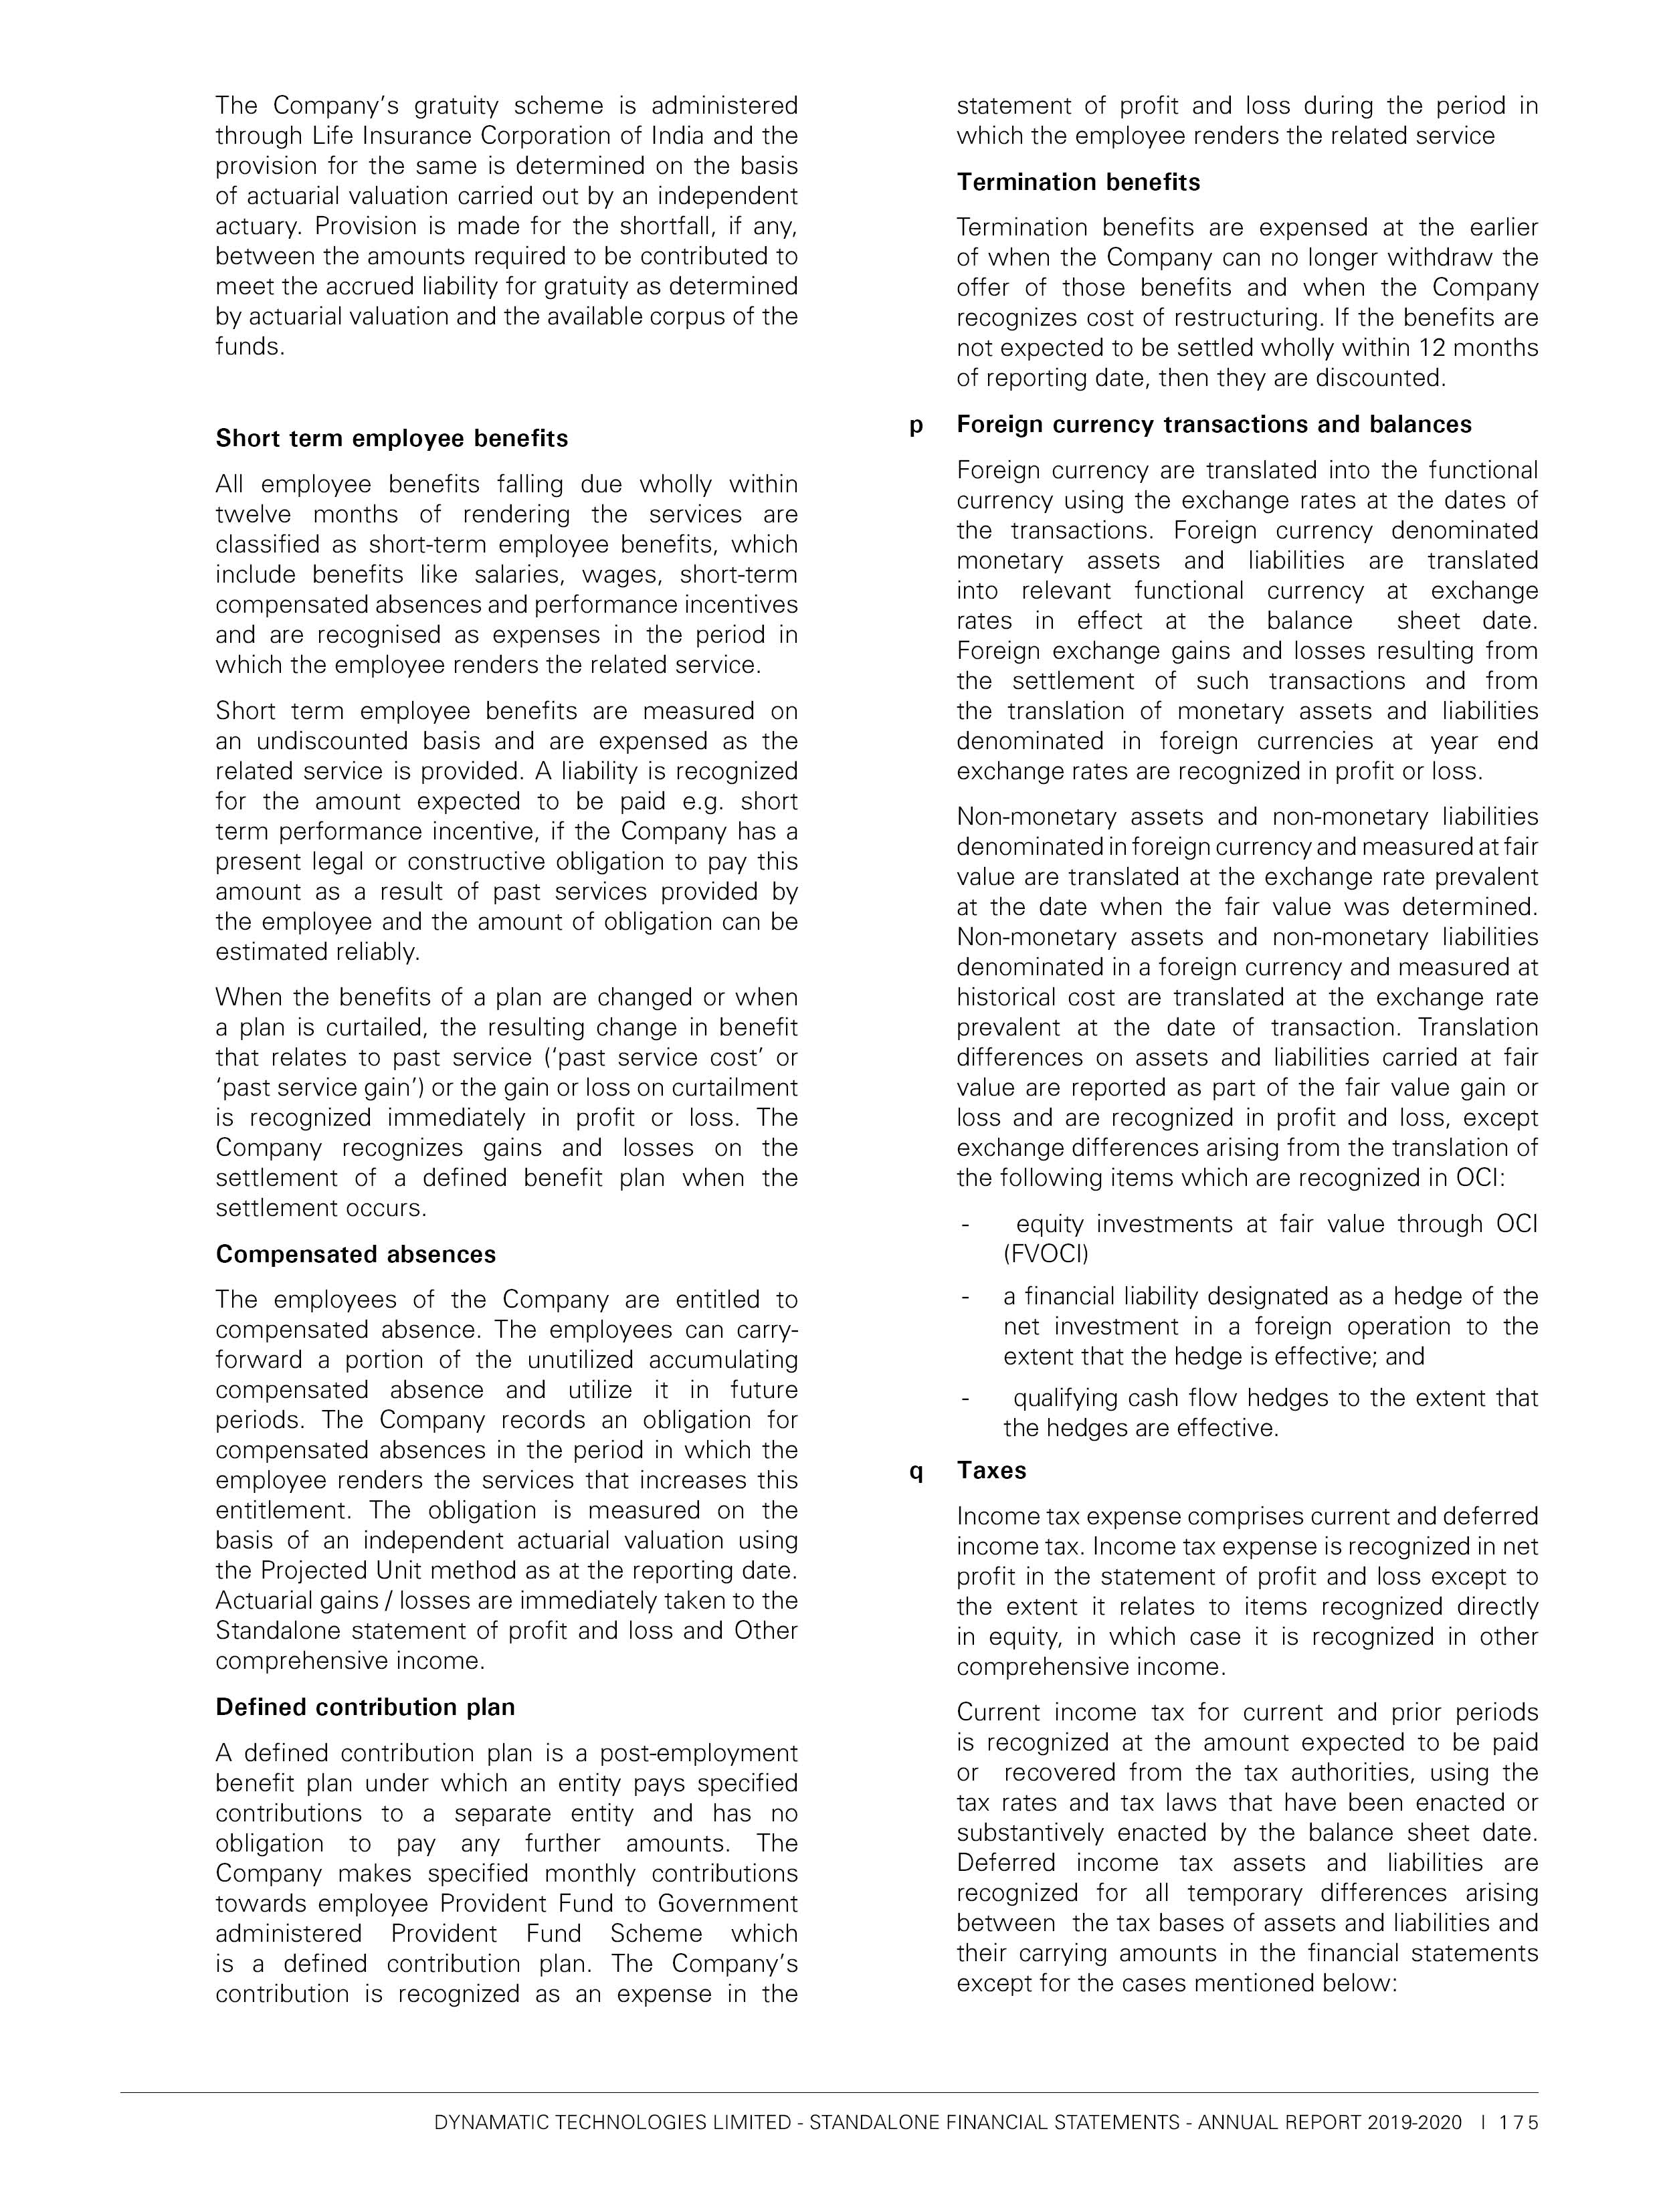 The Company’s gratuity scheme is administered
through Life Insurance Corporation of India and the
provision for the same is determined on the basis
of actuarial valuation carried out by an independent
actuary. Provision is made for the shortfall, if any,
between the amounts required to be contributed to
meet the accrued liability for gratuity as determined
by actuarial valuation and the available corpus of the
funds.
Short term employee benefits
All employee benefits falling due wholly within
twelve months of rendering the services are
classified as short-term employee benefits, which
include benefits like salaries, wages, short-term
compensated absences and performance incentives
and are recognised as expenses in the period in
which the employee renders the related service.
Short term employee benefits are measured on
an undiscounted basis and are expensed as the
related service is provided. A liability is recognized
for the amount expected to be paid e.g. short
term performance incentive, if the Company has a
present legal or constructive obligation to pay this
amount as a result of past services provided by
the employee and the amount of obligation can be
estimated reliably.
When the benefits of a plan are changed or when
a plan is curtailed, the resulting change in benefit
that relates to past service (‘past service cost’ or
‘past service gain’) or the gain or loss on curtailment
is recognized immediately in profit or loss. The
Company recognizes gains and losses on the
settlement of a defined benefit plan when the
settlement occurs.
Compensated absences
The employees of the Company are entitled to
compensated absence. The employees can carry-
forward a portion of the unutilized accumulating
compensated absence and utilize it in future
periods. The Company records an obligation for
compensated absences in the period in which the
employee renders the services that increases this
entitlement. The obligation is measured on the
basis of an independent actuarial valuation using
the Projected Unit method as at the reporting date.
Actuarial gains / losses are immediately taken to the
Standalone statement of profit and loss and Other
comprehensive income.
Defined contribution plan
A defined contribution plan is a post-employment
benefit plan under which an entity pays specified
contributions to a separate entity and has no
obligation to pay any further amounts. The
Company makes specified monthly contributions
towards employee Provident Fund to Government
administered Provident Fund Scheme which
is a defined contribution plan. The Company’s
contribution is recognized as an expense in the
statement of profit and loss during the period in
which the employee renders the related service
Termination benefits
Termination benefits are expensed at the earlier
of when the Company can no longer withdraw the
offer of those benefits and when the Company
recognizes cost of restructuring. If the benefits are
not expected to be settled wholly within 12 months
of reporting date, then they are discounted.
p Foreign currency transactions and balances
Foreign currency are translated into the functional
currency using the exchange rates at the dates of
the transactions. Foreign currency denominated
monetary assets and liabilities are translated
into relevant functional currency at exchange
rates in effect at the balance sheet date.
Foreign exchange gains and losses resulting from
the settlement of such transactions and from
the translation of monetary assets and liabilities
denominated in foreign currencies at year end
exchange rates are recognized in profit or loss.
Non-monetary assets and non-monetary liabilities
denominated in foreign currency and measured at fair
value are translated at the exchange rate prevalent
at the date when the fair value was determined.
Non-monetary assets and non-monetary liabilities
denominated in a foreign currency and measured at
historical cost are translated at the exchange rate
prevalent at the date of transaction. Translation
differences on assets and liabilities carried at fair
value are reported as part of the fair value gain or
loss and are recognized in profit and loss, except
exchange differences arising from the translation of
the following items which are recognized in OCI:
- equity investments at fair value through OCI
(FVOCI)
- a financial liability designated as a hedge of the
net investment in a foreign operation to the
extent that the hedge is effective; and
- qualifying cash flow hedges to the extent that
the hedges are effective.
q Taxes
Income tax expense comprises current and deferred
income tax. Income tax expense is recognized in net
profit in the statement of profit and loss except to
the extent it relates to items recognized directly
in equity, in which case it is recognized in other
comprehensive income.
Current income tax for current and prior periods
is recognized at the amount expected to be paid
or recovered from the tax authorities, using the
tax rates and tax laws that have been enacted or
substantively enacted by the balance sheet date.
Deferred income tax assets and liabilities are
recognized for all temporary differences arising
between the tax bases of assets and liabilities and
their carrying amounts in the financial statements
except for the cases mentioned below:
DYNAMATIC TECHNOLOGIES LIMITED - STANDALONE FINANCIAL STATEMENTS - ANNUAL REPORT 2019-2020 | 175